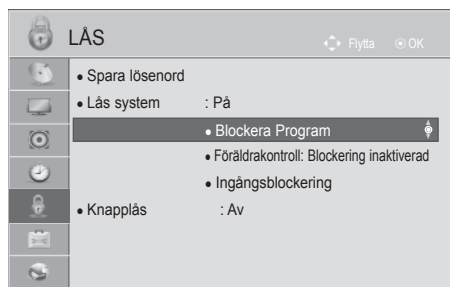 LÅS
Flytta OK
• Spara lösenord
• Lås system : På
• Blockera Program
• Föräldrakontroll: Blockering inaktiverad
• Ingångsblockering
• Knapplås : Av